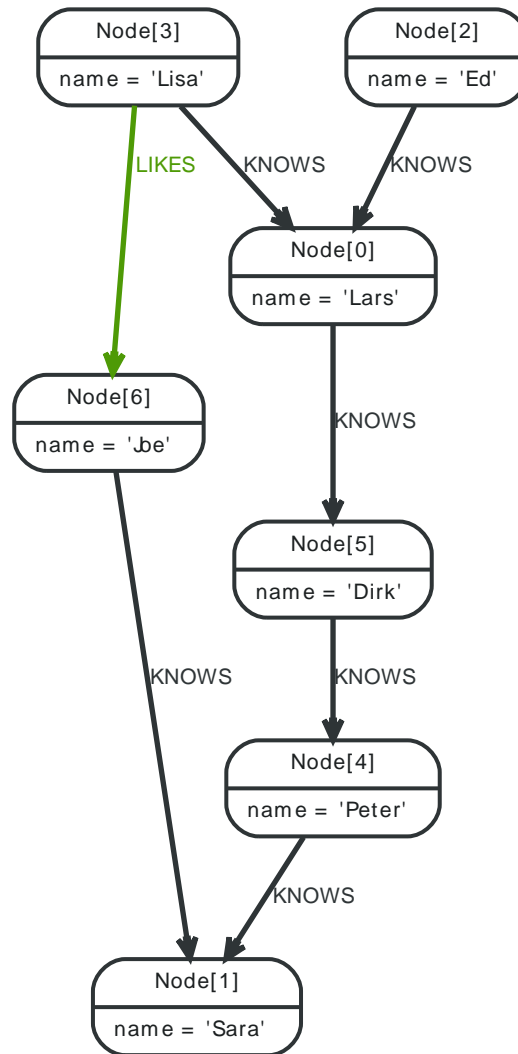 Node[3]
name = 'Lisa'
Node[2]
name = 'Ed'
LIKES
KNOWS
KNOWS
Node[0]
name = 'Lars'
Node[6]
name = 'Joe'
KNOWS
Node[5]
name = 'Dirk'
KNOWS
KNOWS
Node[4]
name = 'Peter'
KNOWS
Node[1]
name = 'Sara'